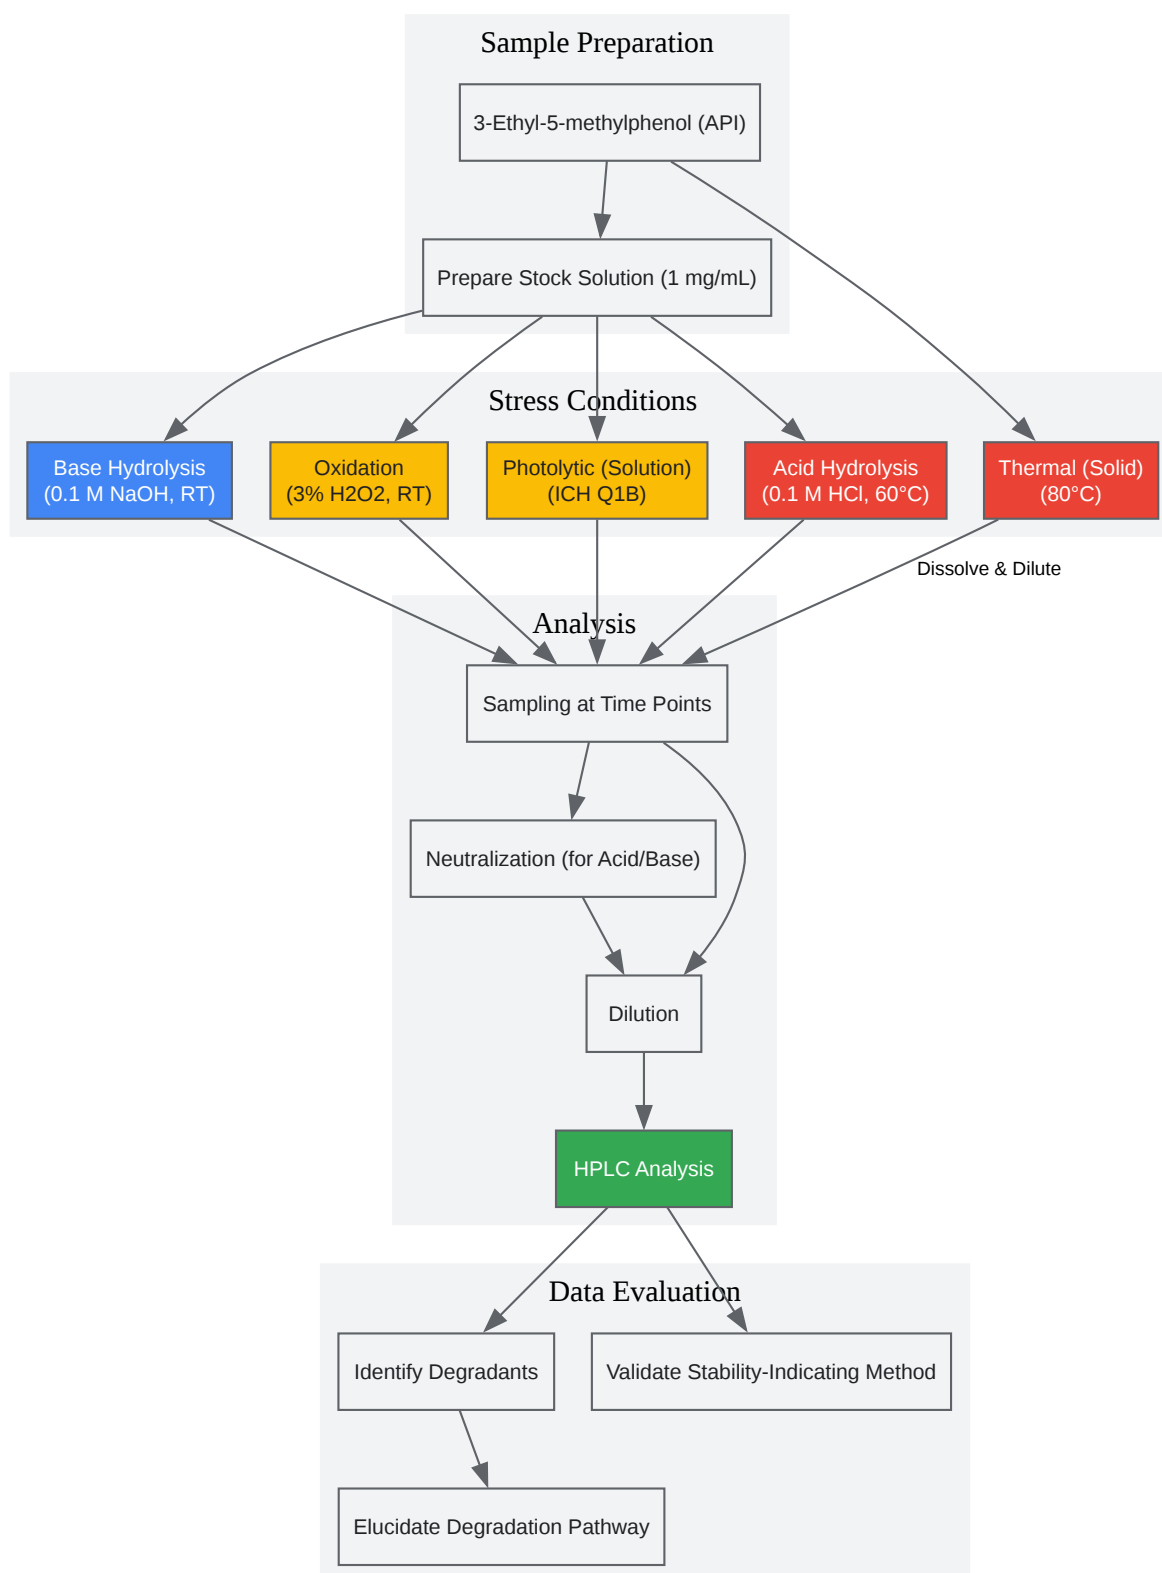 Sample Preparation
3-Ethyl-5-methylphenol (API)
Prepare Stock Solution (1 mg/mL)
Stress Conditions
Base Hydrolysis
(0.1 M NaOH, RT)
Oxidation
(3% H2O2, RT)
Photolytic (Solution)
(ICH Q1B)
Acid Hydrolysis
(0.1 M HCl, 60°C)
Thermal (Solid)
(80°C)
Dissolve & Dilute
Analysis
Sampling at Time Points
Neutralization (for Acid/Base)
Dilution
HPLC Analysis
Data Evaluation
Identify Degradants
Validate Stability-Indicating Method
Elucidate Degradation Pathway